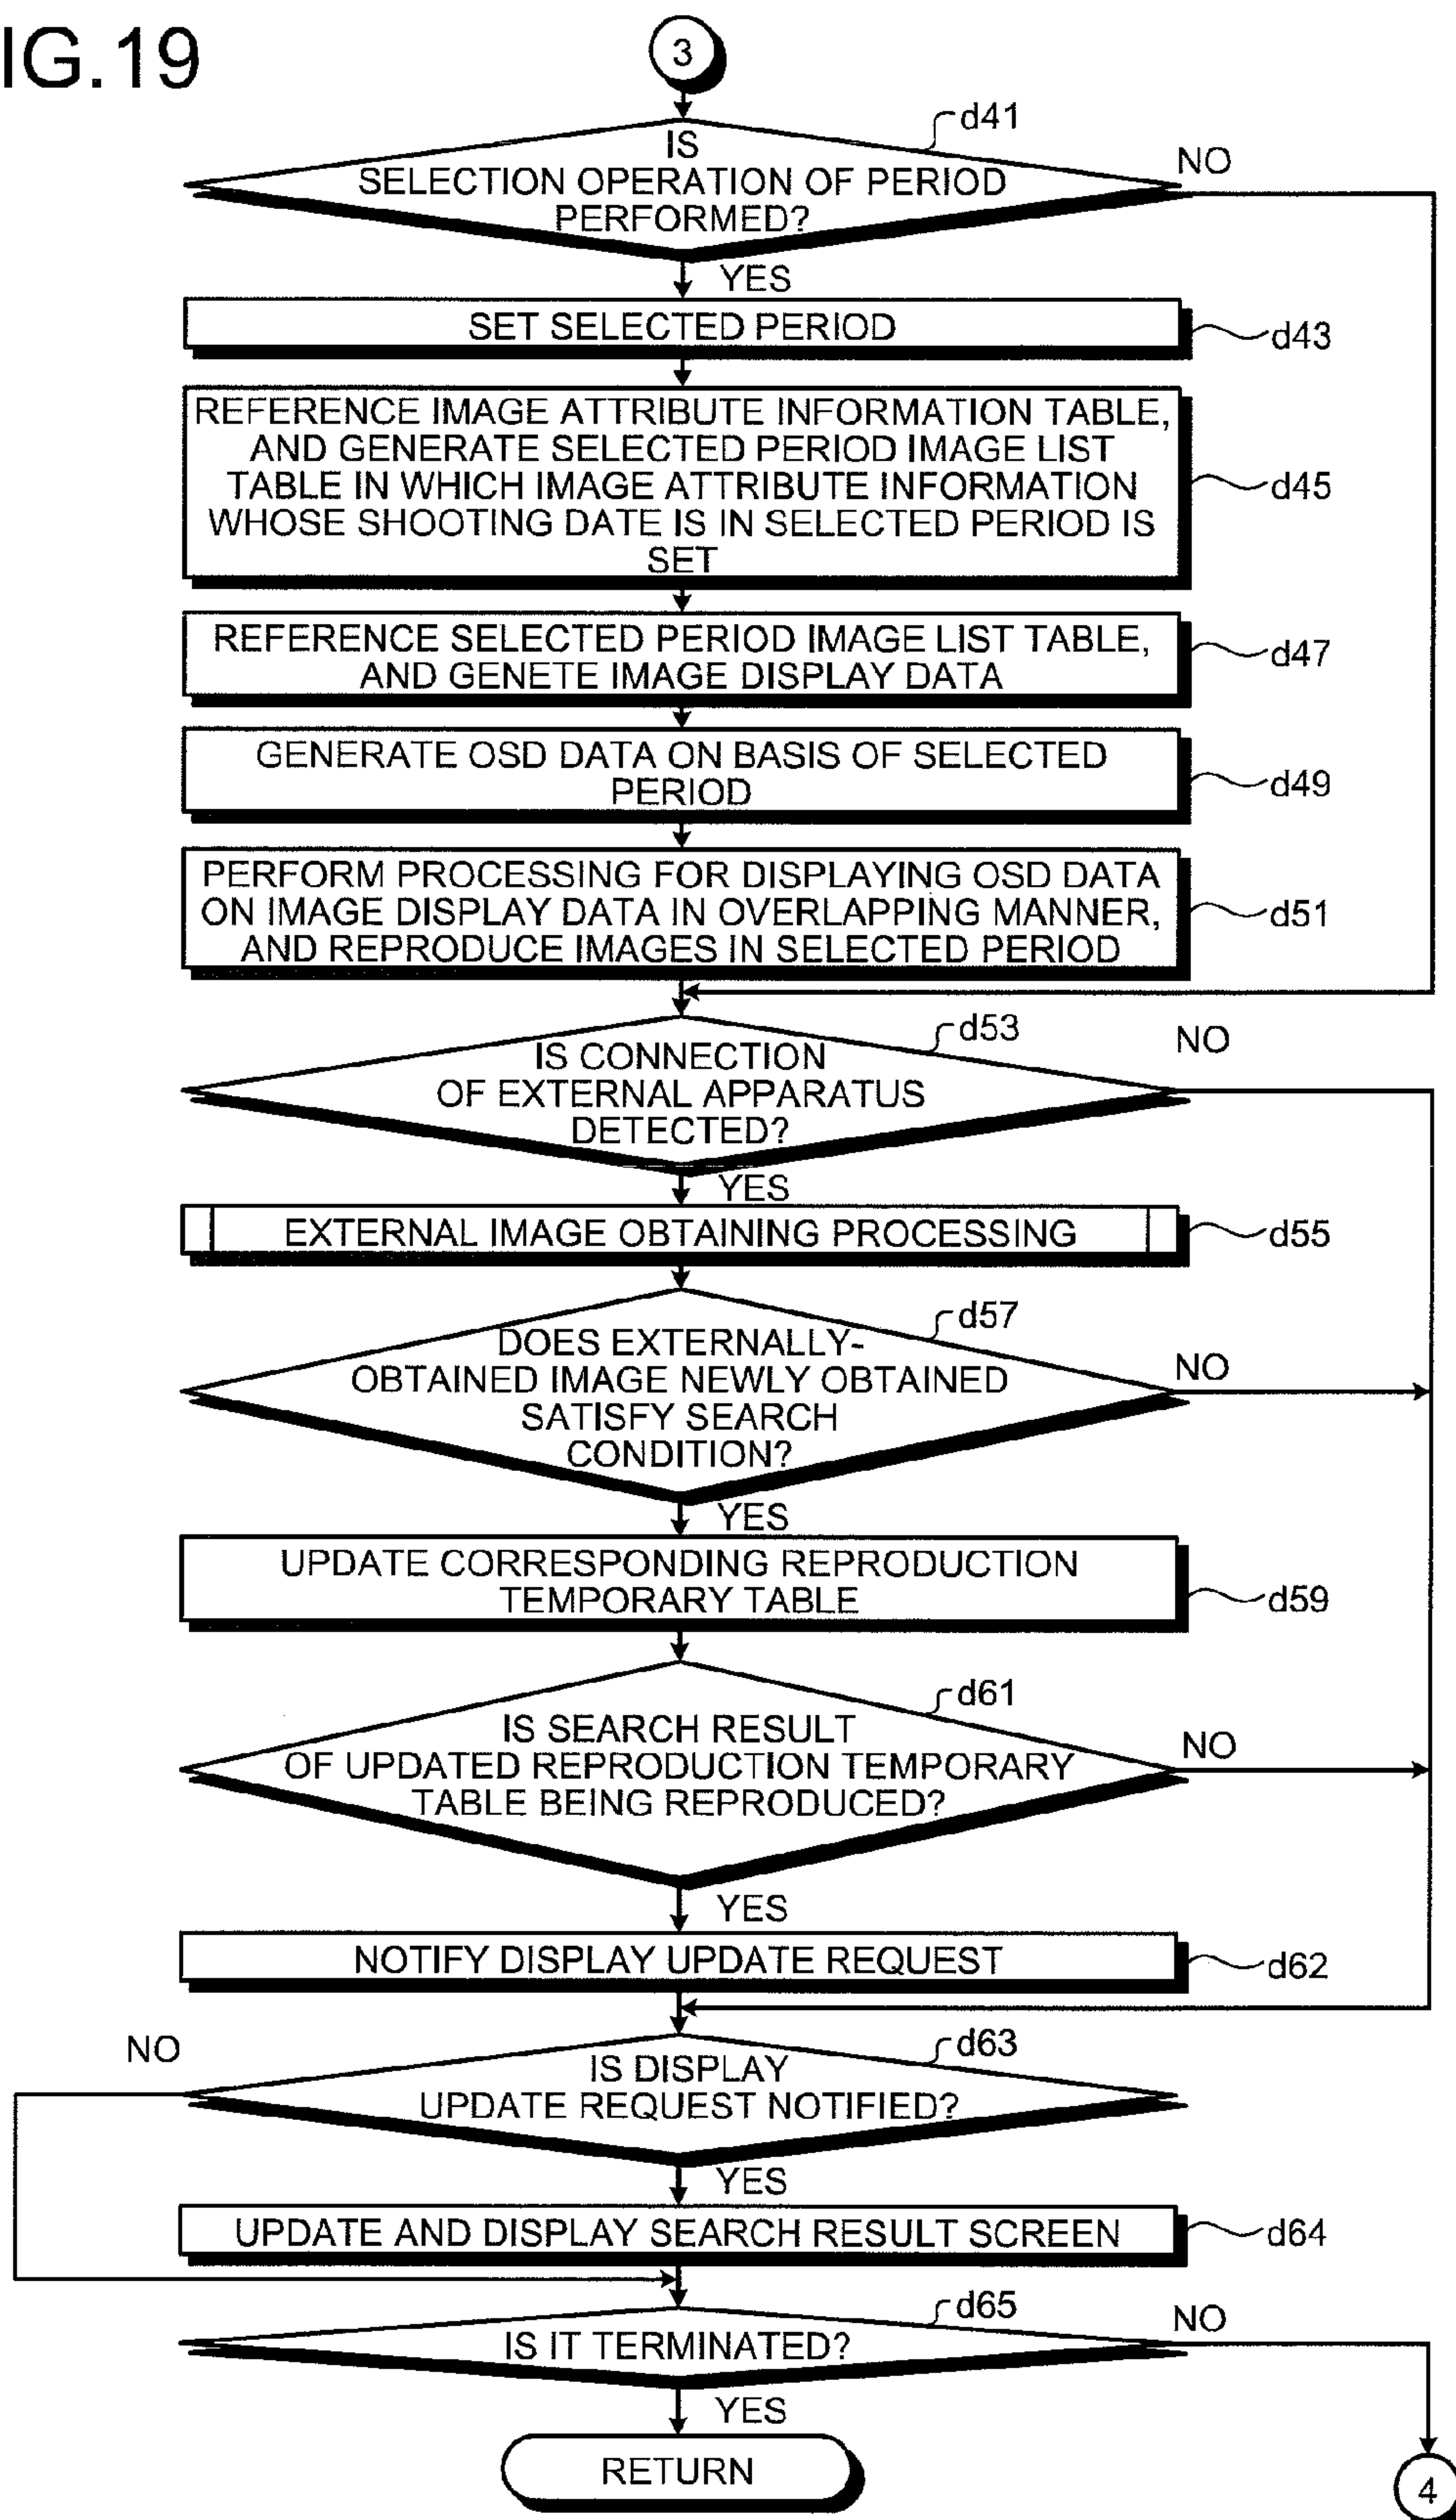 IG.19
3
d41
IS
SELECTION OPERATION OF PERIOD
PERFORMED?
NO
YES
SET SELECTED PERIOD
d43
REFERENCE IMAGE ATTRIBUTE INFORMATION TABLE,
AND GENERATE SELECTED PERIOD IMAGE LIST
TABLE IN WHICH IMAGE ATTRIBUTE INFORMATION
WHOSE SHOOTING DATE IS IN SELECTED PERIOD IS
SET
d45
REFERENCE SELECTED PERIOD IMAGE LIST TABLE,
AND GENETE IMAGE DISPLAY DATA
d47
GENERATE OSD DATA ON BASIS OF SELECTED
PERIOD
d49
PERFORM PROCESSING FOR DISPLAYING OSD DATA
ON IMAGE DISPLAY DATA IN OVERLAPPING MANNER,
AND REPRODUCE IMAGES IN SELECTED PERIOD
d51
d53
IS CONNECTION
OF EXTERNAL APPARATUS
DETECTED?
NO
YES
EXTERNAL IMAGE OBTAINING PROCESSING
d55
d57
DOES EXTERNALLY-
OBTAINED IMAGE NEWLY OBTAINED
SATISFY SEARCH
CONDITION?
NO
YES
UPDATE CORRESPONDING REPRODUCTION
TEMPORARY TABLE
d59
d61
IS SEARCH RESULT
OF UPDATED REPRODUCTION TEMPORARY
TABLE BEING REPRODUCED?
NO
YES
NOTIFY DISPLAY UPDATE REQUEST
d62
NO
d63
IS DISPLAY
UPDATE REQUEST NOTIFIED?
YES
UPDATE AND DISPLAY SEARCH RESULT SCREEN
d64
d65
IS IT TERMINATED?
NO
YES
RETURN
4